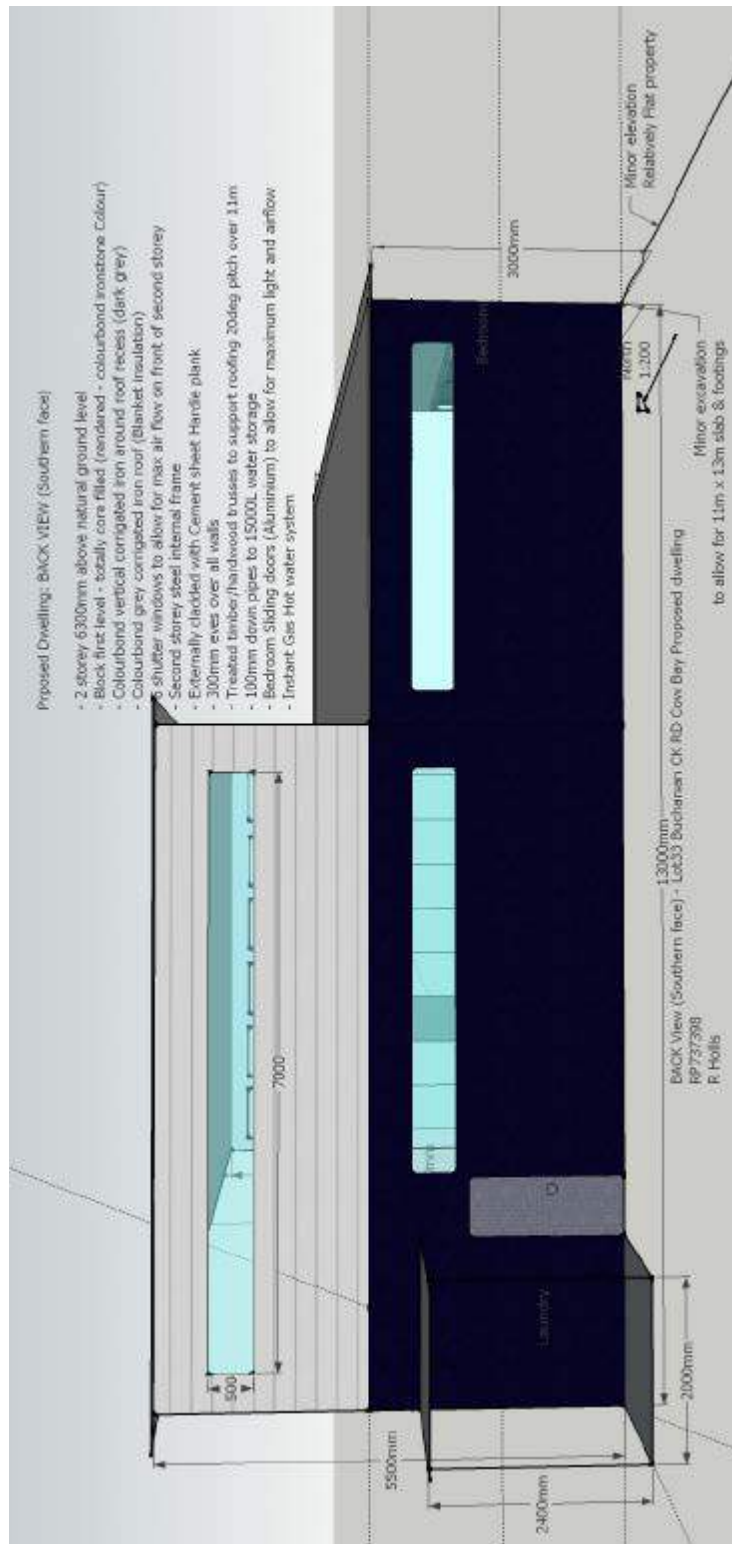 Prposed Dwelling: BACK VIEW (Southern face)
- 2 storey 6300mm above natural ground level
- Block first level - totally core filled (rendered - colourbond Ironstone Colour)
- Colourbond vertical corrigated iron around roof recess (dark grey)
- Colourbond grey corrigated iron roof (Blanket insulation)
6 shutter windows to allow for max air flow on front of second storey
- Second storey steel internal frame
- Externally cladded with Cement sheet Hardie plank
- 300mm eves over all walls
- Treated timber/hardwood trusses to support roofing 20deg pitch over 11m
- 100mm down pipes to 15000L water storage
- Bedroom Sliding doors (Aluminium) to allow for maximum light and airflow
- Instant Gas Hot water system
500
7000
5500mm
2400mm
2000mm
Laundry
Bedroom
3000mm
Minor elevation
Relatively Flat property
North
1:200
Minor excavation
to allow for 11m x 13m slab & footings
13000mm
BACK View (Southern face) - Lot33 Buchanan CK RD Cow Bay Proposed dwelling
RP737398
R Hollis